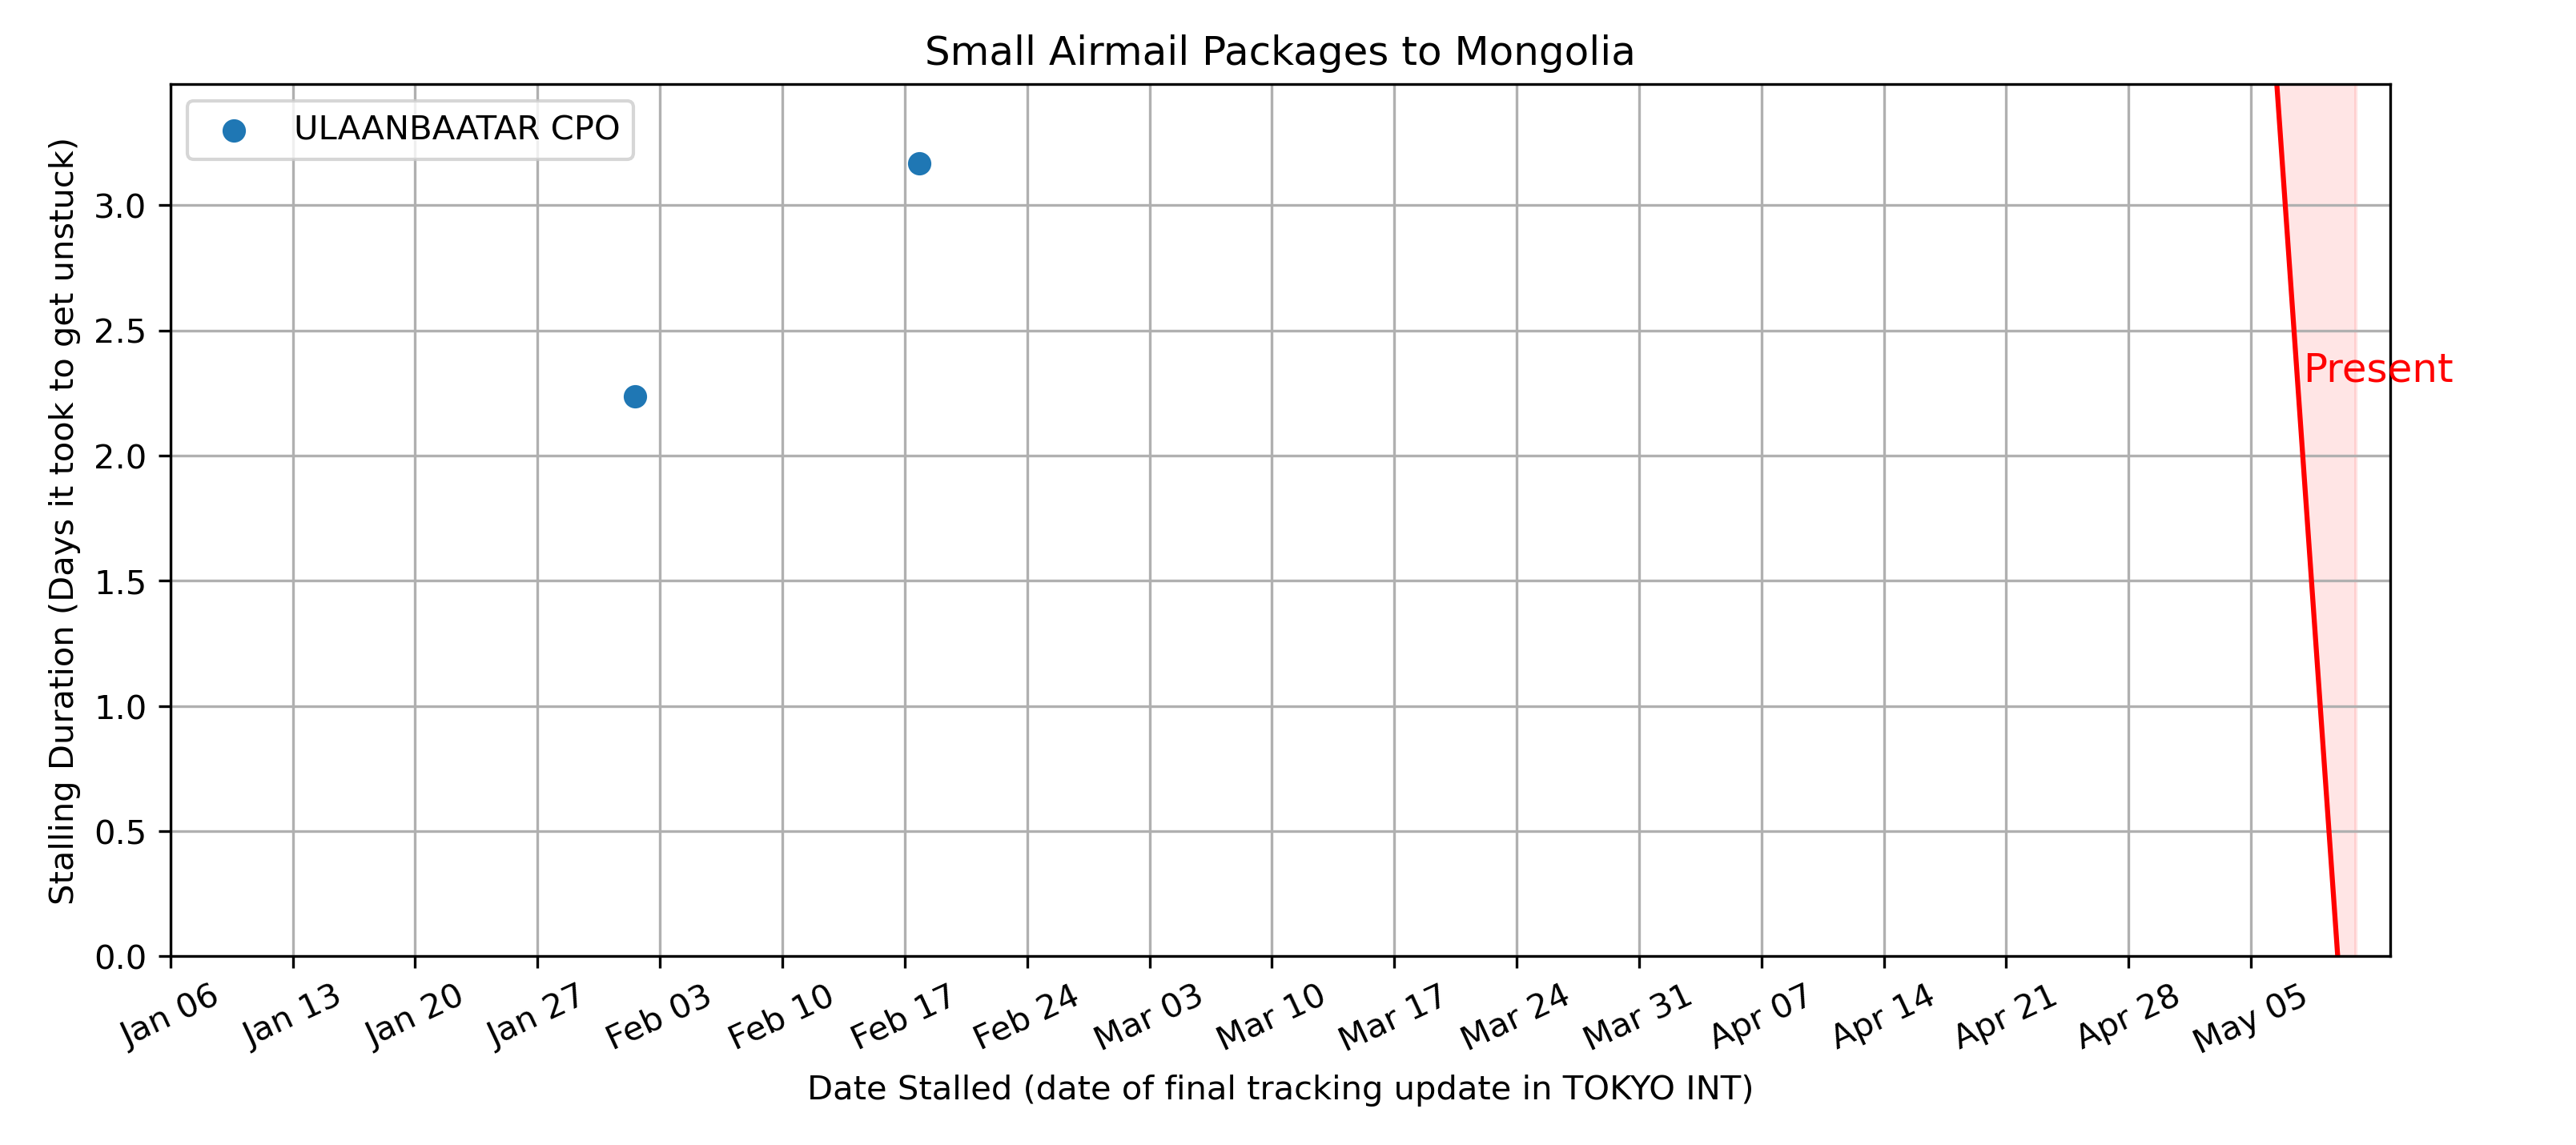 Small Airmail Packages to Mongolia
ULAANBAATAR CPO
Stalling Duration (Days it took to get unstuck)
3.0
2.5
2.0
1.5
1.0
0.5
0.0
Present
Jan 06
Jan 13
Jan 20
Jan 27
Feb 03
Feb 10
Feb 17
Feb 24
Mar 03
Mar 10
Mar 17
Mar 24
Mar 31
Apr 07
Apr 14
Apr 21
Apr 28
May 05
Date Stalled (date of final tracking update in TOKYO INT)